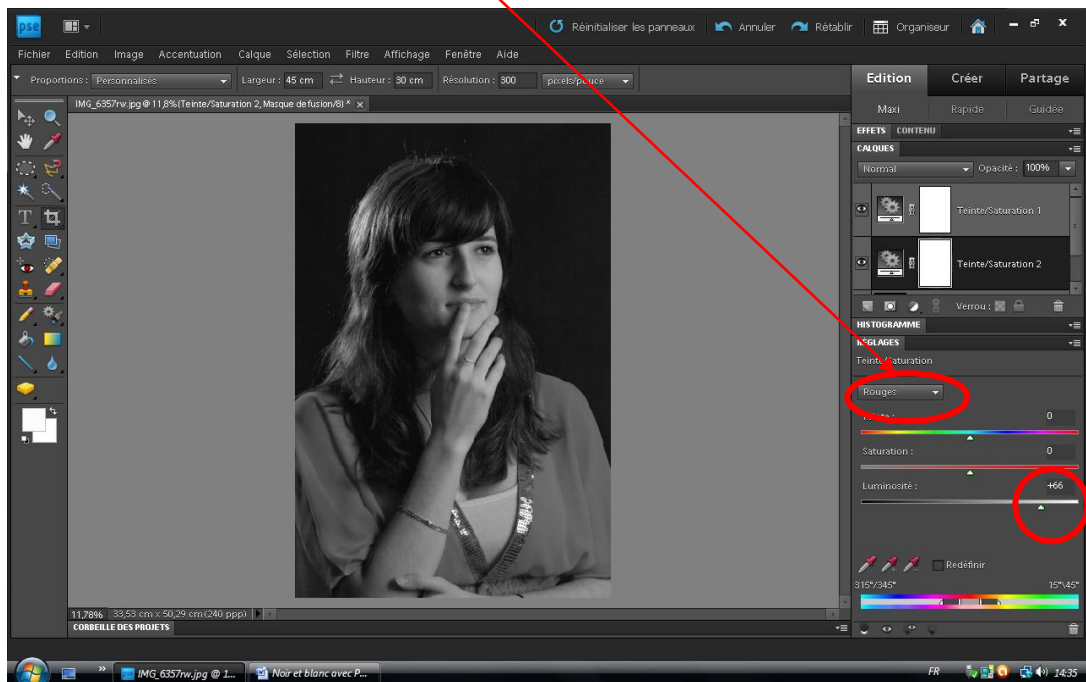 pse Réinitialiser les panneaux Annuler Rétablir Organiseur
Fichier Edition Image Accentuation Calque Sélection Filtre Affichage Fenêtre Aide
Proportions : Personnalisées Largeur : 45 cm Hauteur : 30 cm Résolution : 300 pixels/pouce
Edition Créer Partage
IMG_6357rw.jpg @ 11,8% (Teinte/Saturation 2, Masque de fusion/8) *
Maxi Rapide Guidée
EFFETS CONTENU
CALQUES
Normal Opacité : 100%
Teinte/Saturation 1
Teinte/Saturation 2
Verrou :
HISTOGRAMME
RÉGLAGES
Teinte/Saturation
Rouges
Teinte : 0
Saturation : 0
Luminosité : +66
Redéfinir
315°/345° 15°\45°
11,78% 33,53 cm x 50,29 cm (240 ppp)
CORBEILLE DES PROJETS
IMG_6357rw.jpg @ 1... Noir et blanc avec P... FR 14:35